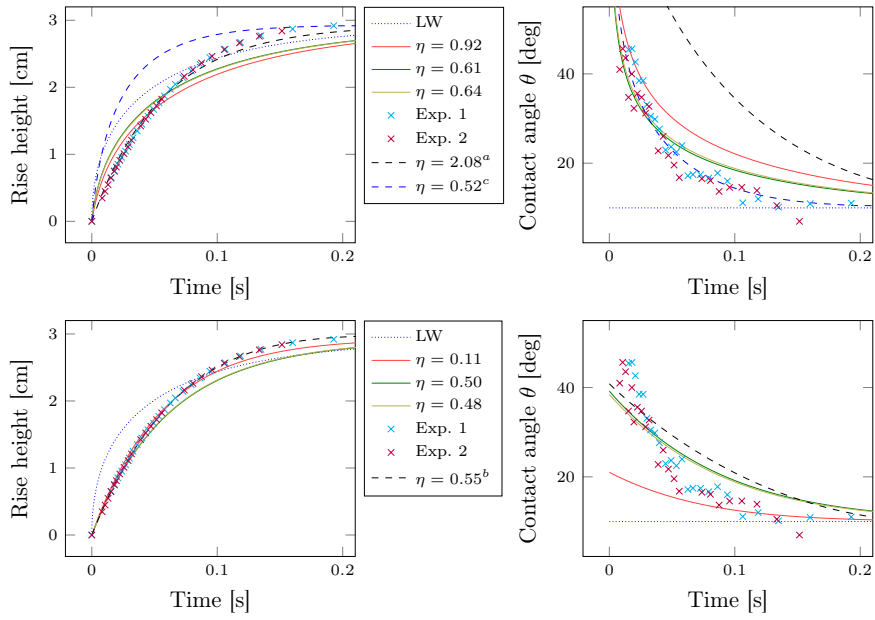 3
2
1
0
Rise height [cm]
0
0.1
0.2
Time [s]
LW
η = 0.92
η = 0.61
η = 0.64
Exp. 1
Exp. 2
η = 2.08ᵃ
η = 0.52ᶜ
40
20
Contact angle θ [deg]
0
0.1
0.2
Time [s]
3
2
1
0
Rise height [cm]
0
0.1
0.2
Time [s]
LW
η = 0.11
η = 0.50
η = 0.48
Exp. 1
Exp. 2
η = 0.55ᵇ
40
20
Contact angle θ [deg]
0
0.1
0.2
Time [s]